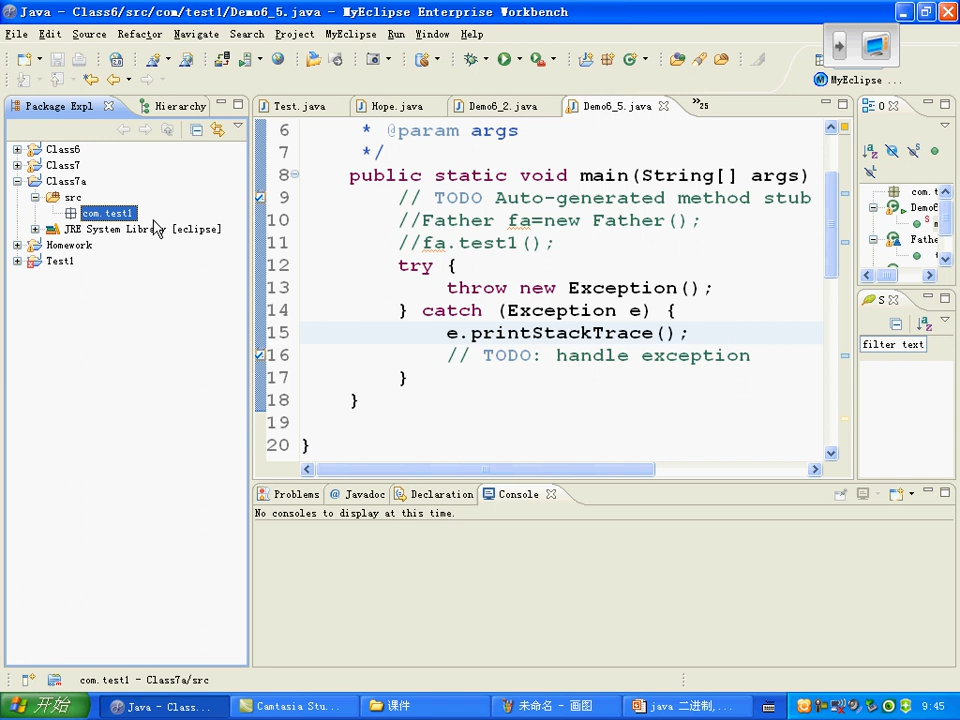 Java - Class6/src/com/test1/Demo6_5.java - MyEclipse Enterprise Workbench
File Edit Source Refactor Navigate Search Project MyEclipse Run Window Help
MyEclipse ...
Package Expl Hierarchy
Test.java Hope.java Demo6_2.java Demo6_5.java »25
Class6
Class7
Class7a
src
com.test1
JRE System Library [eclipse]
Homework
Test1
6 * @param args
7 */
8 public static void main(String[] args)
9 // TODO Auto-generated method stub
10 //Father fa=new Father();
11 //fa.test1();
12 try {
13 throw new Exception();
14 } catch (Exception e) {
15 e.printStackTrace();
16 // TODO: handle exception
17 }
18 }
19
20 }
O
com.t
Demo6
S
Fathe
S
filter text
Problems @ Javadoc Declaration Console
No consoles to display at this time.
com.test1 - Class7a/src
开始 Java - Class... Camtasia Stu... 课件 未命名 - 画图 java 二进制,... 9:45